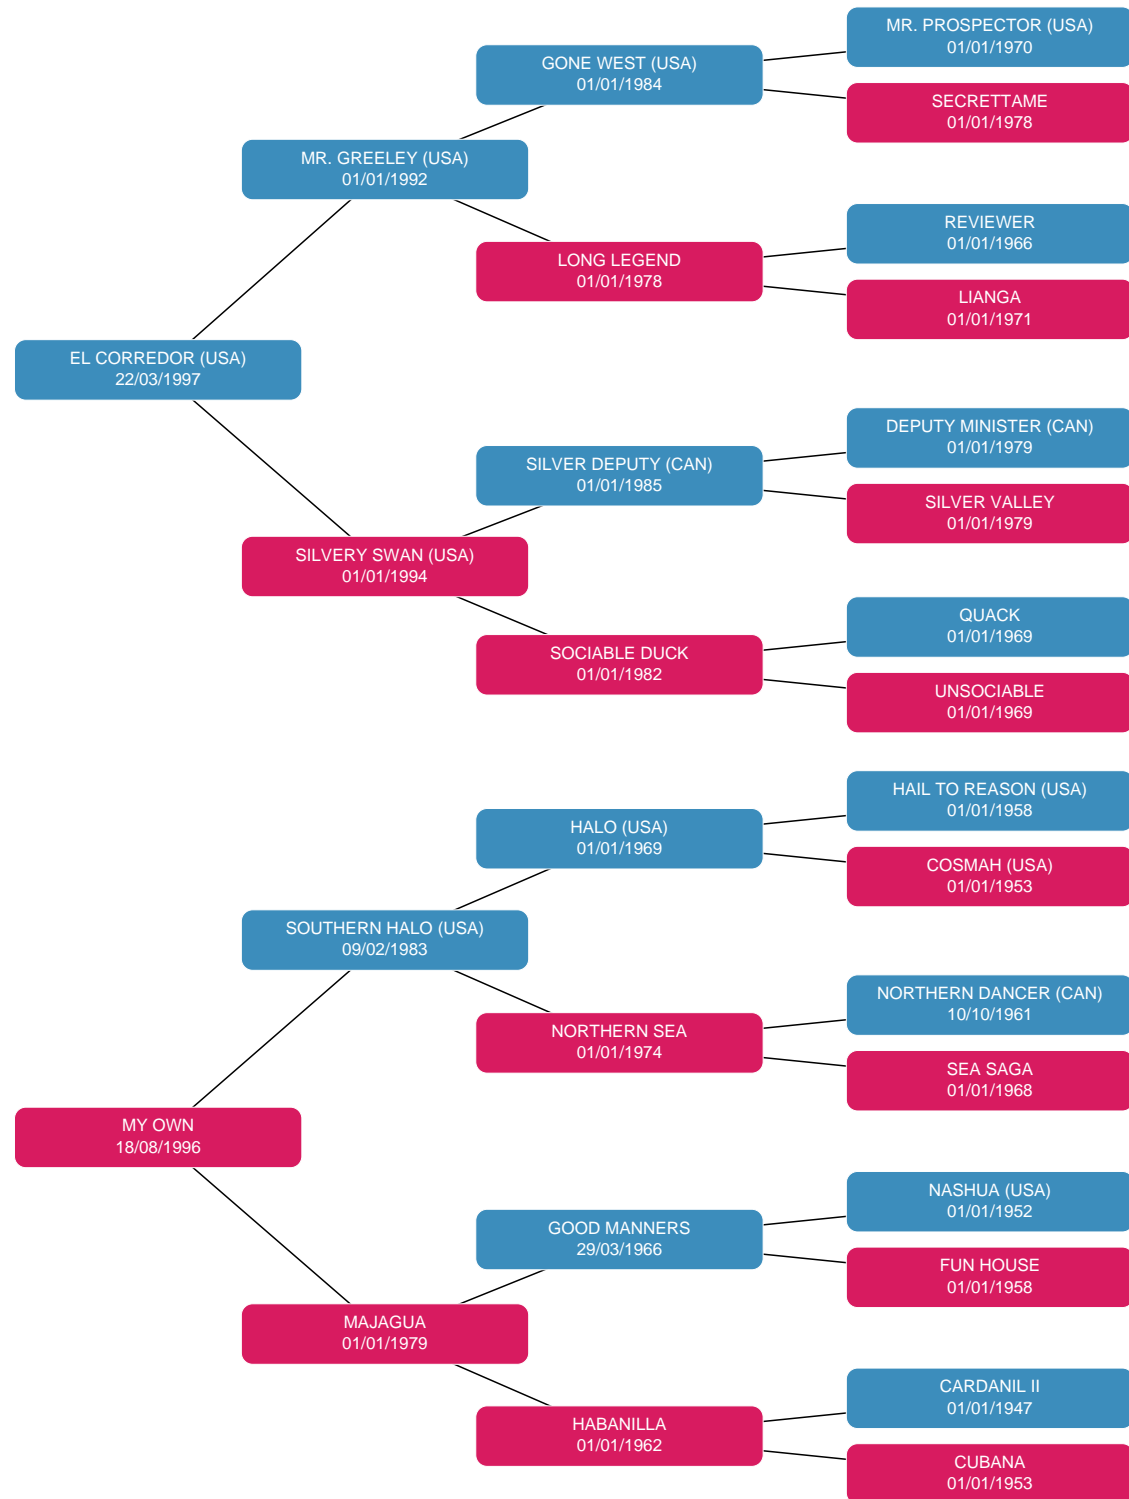 MR. PROSPECTOR (USA)
01/01/1970
GONE WEST (USA)
01/01/1984
SECRETTAME
01/01/1978
MR. GREELEY (USA)
01/01/1992
REVIEWER
01/01/1966
LONG LEGEND
01/01/1978
LIANGA
01/01/1971
EL CORREDOR (USA)
22/03/1997
DEPUTY MINISTER (CAN)
01/01/1979
SILVER DEPUTY (CAN)
01/01/1985
SILVER VALLEY
01/01/1979
SILVERY SWAN (USA)
01/01/1994
QUACK
01/01/1969
SOCIABLE DUCK
01/01/1982
UNSOCIABLE
01/01/1969
HAIL TO REASON (USA)
01/01/1958
HALO (USA)
01/01/1969
COSMAH (USA)
01/01/1953
SOUTHERN HALO (USA)
09/02/1983
NORTHERN DANCER (CAN)
10/10/1961
NORTHERN SEA
01/01/1974
SEA SAGA
01/01/1968
MY OWN
18/08/1996
NASHUA (USA)
01/01/1952
GOOD MANNERS
29/03/1966
FUN HOUSE
01/01/1958
MAJAGUA
01/01/1979
CARDANIL II
01/01/1947
HABANILLA
01/01/1962
CUBANA
01/01/1953